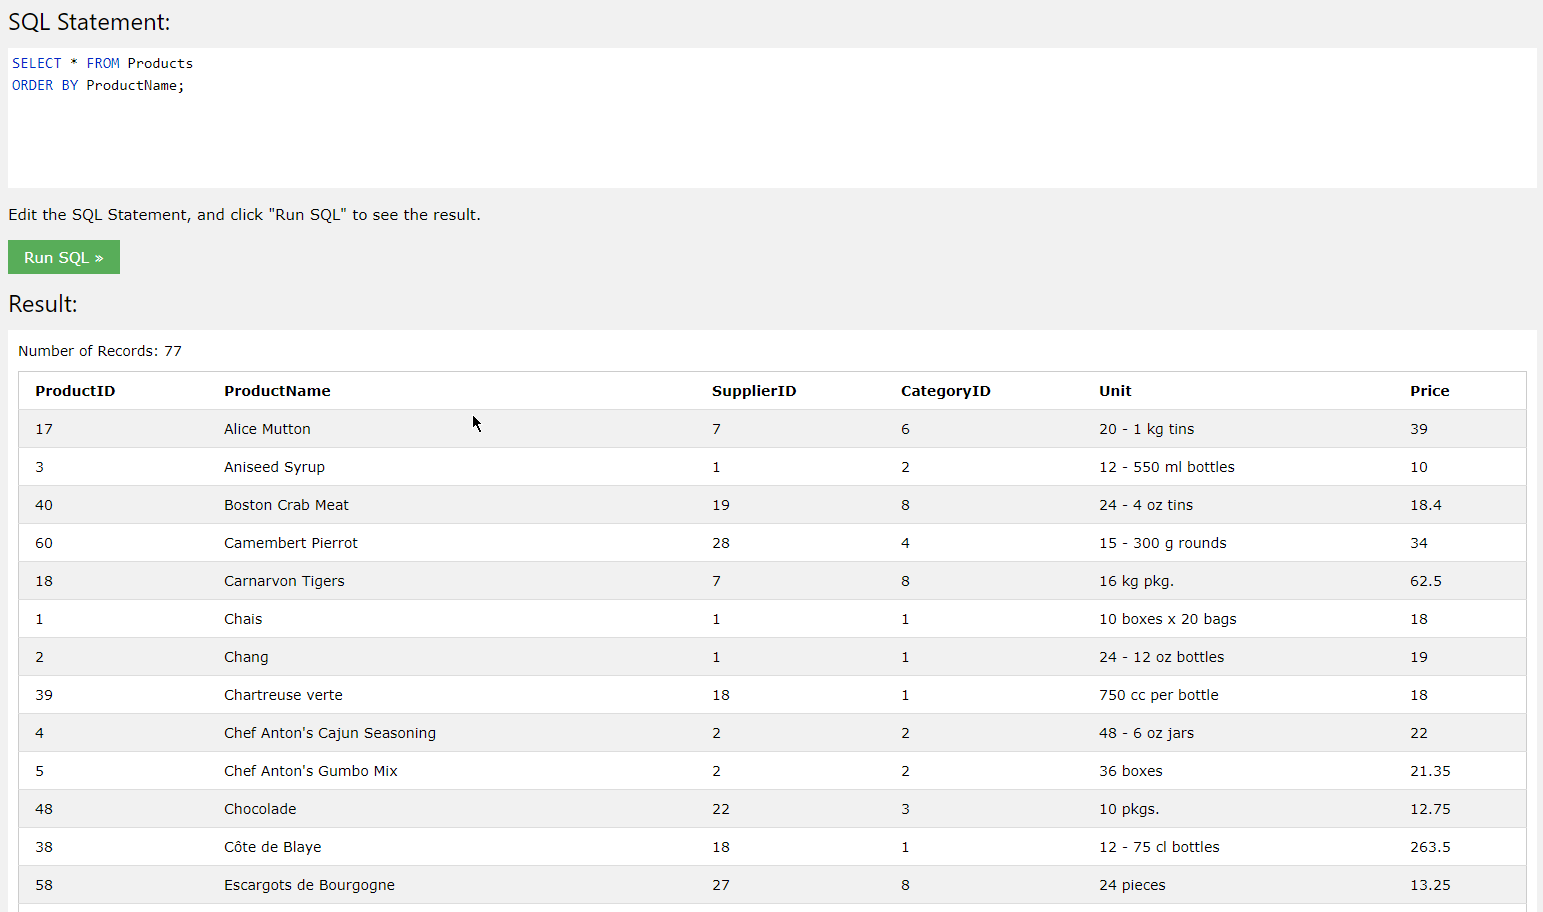 SQL Statement:
SELECT * FROM Products
ORDER BY ProductName;
Edit the SQL Statement, and click "Run SQL" to see the result.
Run SQL »
Result:
Number of Records: 77
ProductID ProductName SupplierID CategoryID Unit Price
17 Alice Mutton 7 6 20 - 1 kg tins 39
3 Aniseed Syrup 1 2 12 - 550 ml bottles 10
40 Boston Crab Meat 19 8 24 - 4 oz tins 18.4
60 Camembert Pierrot 28 4 15 - 300 g rounds 34
18 Carnarvon Tigers 7 8 16 kg pkg. 62.5
1 Chais 1 1 10 boxes x 20 bags 18
2 Chang 1 1 24 - 12 oz bottles 19
39 Chartreuse verte 18 1 750 cc per bottle 18
4 Chef Anton's Cajun Seasoning 2 2 48 - 6 oz jars 22
5 Chef Anton's Gumbo Mix 2 2 36 boxes 21.35
48 Chocolade 22 3 10 pkgs. 12.75
38 Côte de Blaye 18 1 12 - 75 cl bottles 263.5
58 Escargots de Bourgogne 27 8 24 pieces 13.25